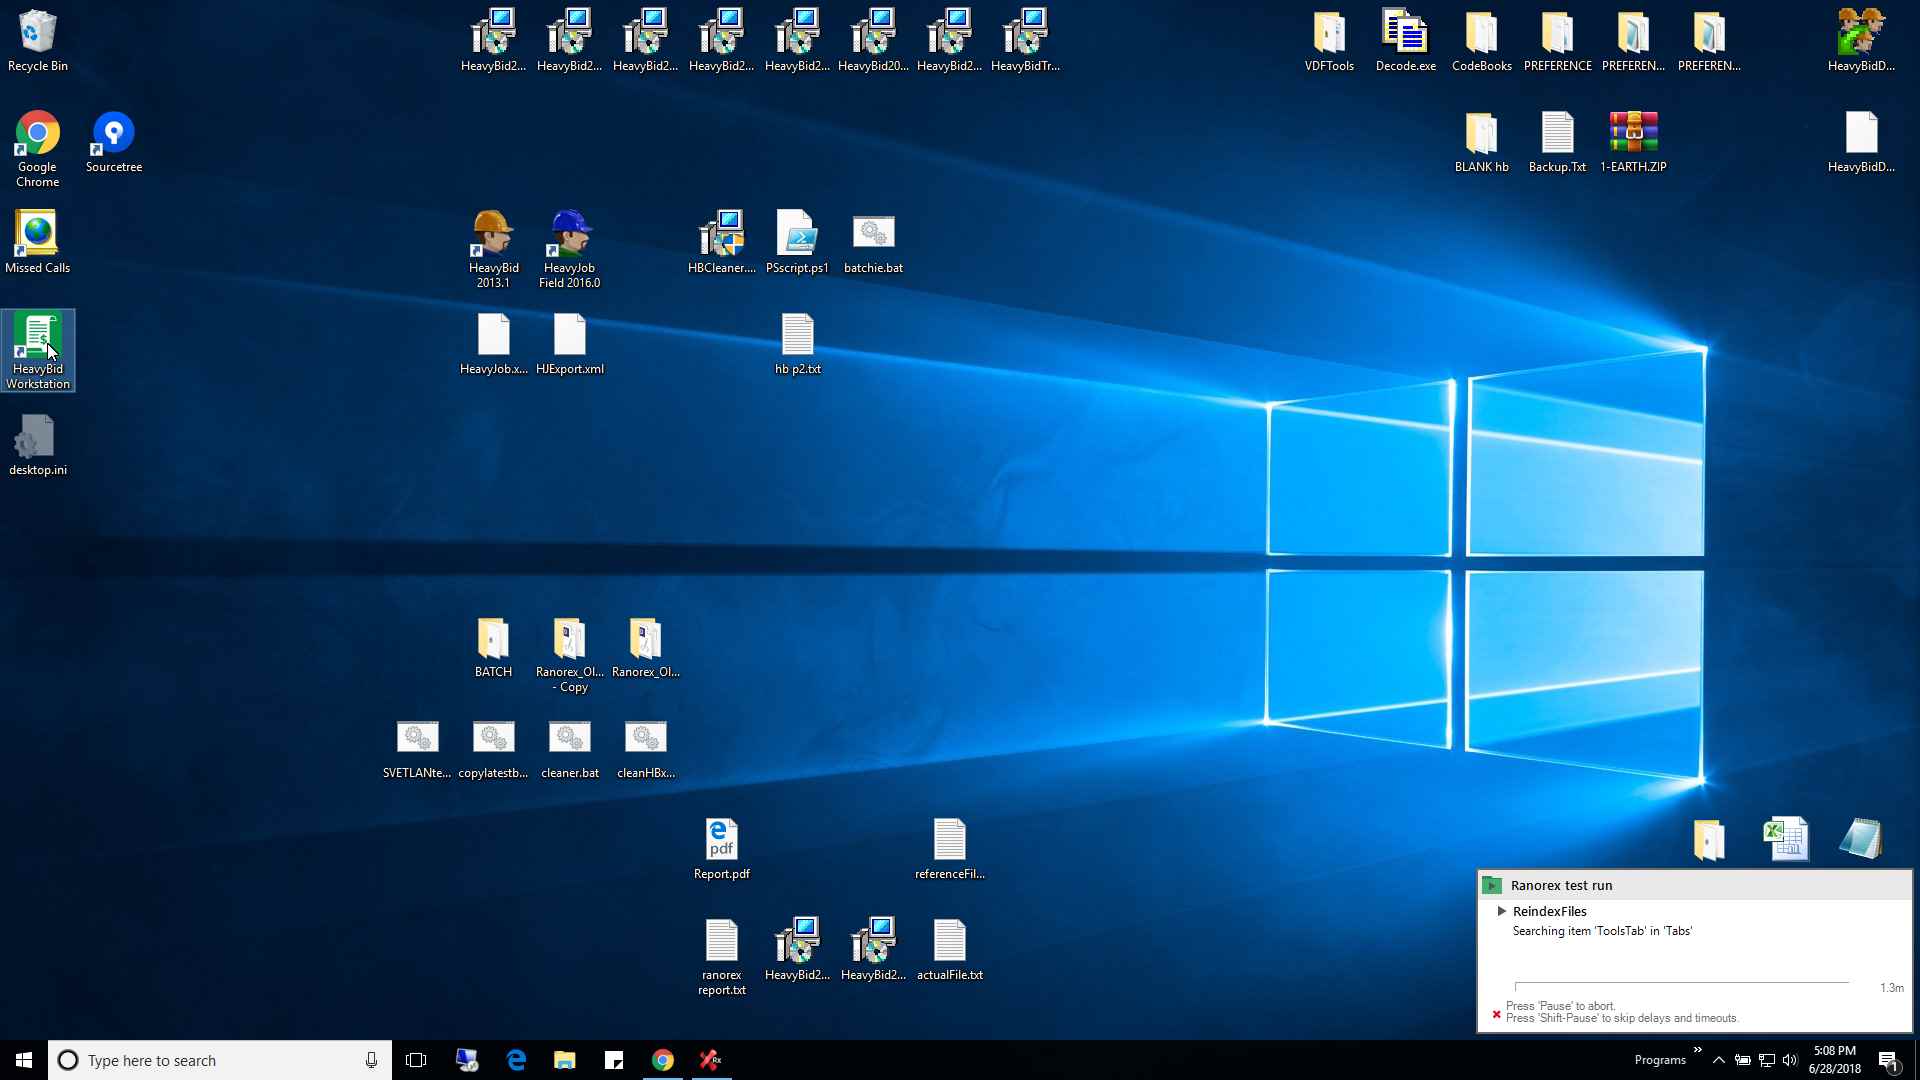 Recycle Bin
HeavyBid2...
HeavyBid2...
HeavyBid2...
HeavyBid2...
HeavyBid2...
HeavyBid20...
HeavyBid2...
HeavyBidTr...
VDFTools
Decode.exe
CodeBooks
PREFERENCE
PREFEREN...
PREFEREN...
HeavyBidD...
Google
Chrome
Sourcetree
BLANK hb
Backup.Txt
1-EARTH.ZIP
HeavyBidD...
Missed Calls
HeavyBid
2013.1
HeavyJob
Field 2016.0
HBCleaner....
PSscript.ps1
batchie.bat
HeavyBid
Workstation
HeavyJob.x...
HJExport.xml
hb p2.txt
desktop.ini
BATCH
Ranorex_Ol...
- Copy
Ranorex_Ol...
SVETLANte...
copylatestb...
cleaner.bat
cleanHBx...
pdf
Report.pdf
referenceFil...
ranorex
report.txt
HeavyBid2...
HeavyBid2...
actualFile.txt
Ranorex test run
ReindexFiles
Searching item 'ToolsTab' in 'Tabs'
1.3m
Press 'Pause' to abort.
Press 'Shift-Pause' to skip delays and timeouts.
Type here to search
Rx
Programs
5:08 PM
6/28/2018
1